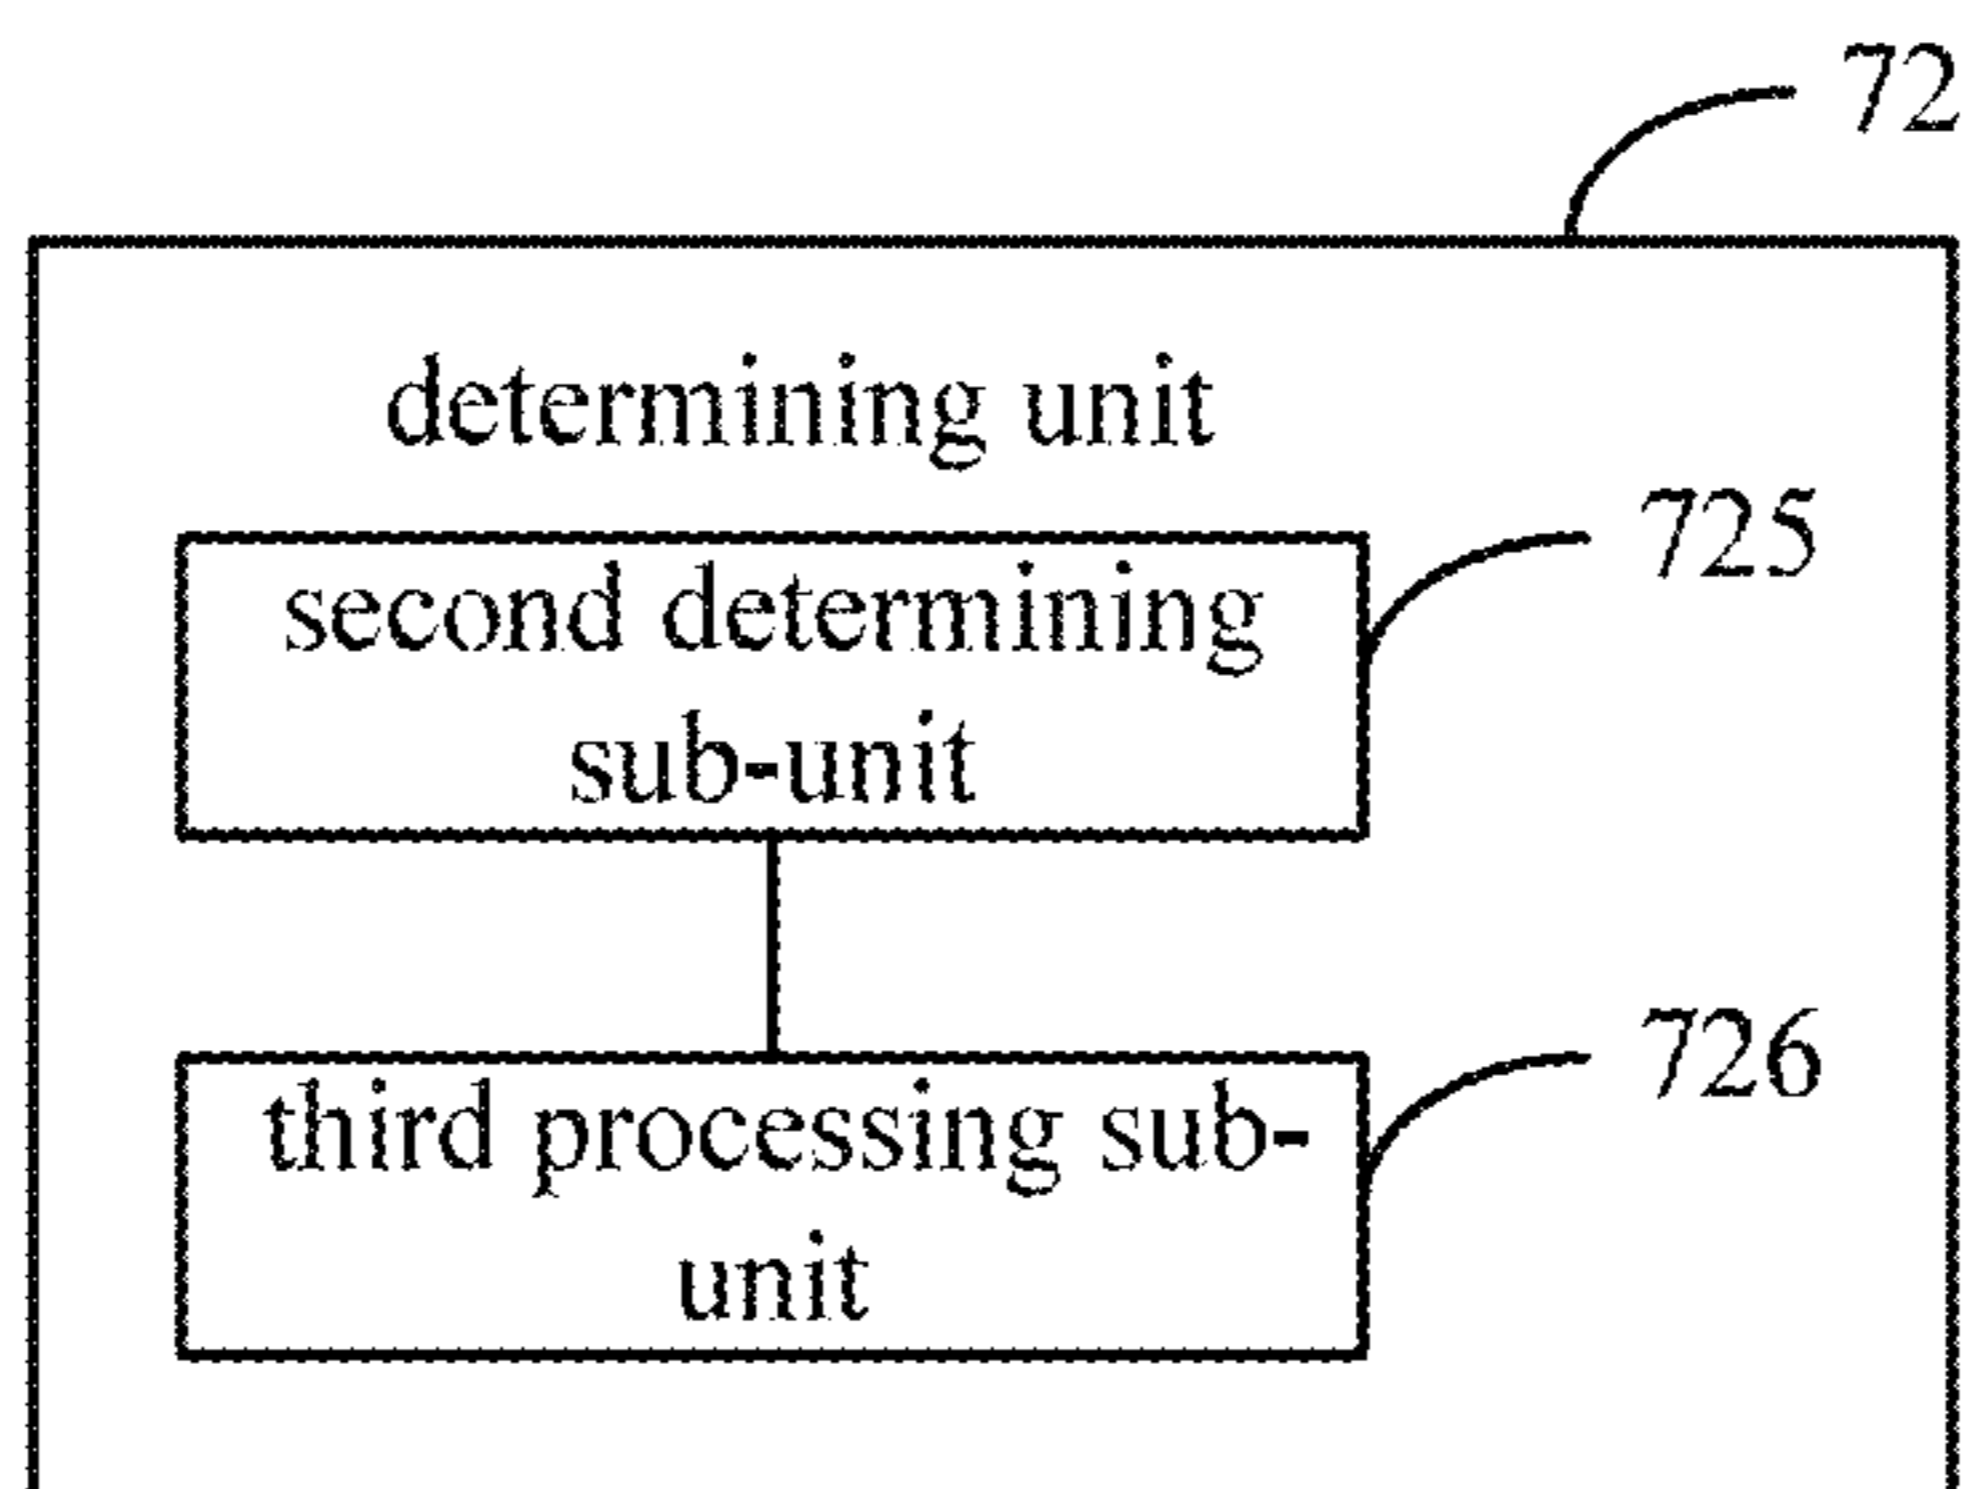 72
determining unit
725
second determining
sub-unit
726
third processing sub-
unit